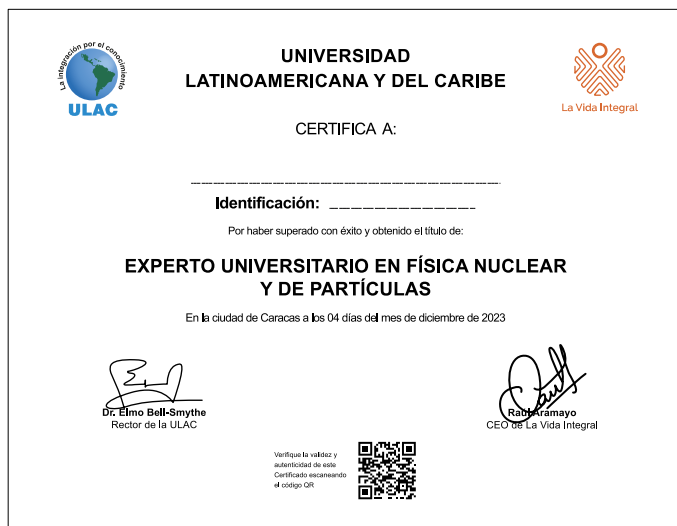 La integración por el conocimiento
ULAC
UNIVERSIDAD
LATINOAMERICANA Y DEL CARIBE
La Vida Integral
CERTIFICA A:
Identificación:
Por haber superado con éxito y obtenido el título de:
EXPERTO UNIVERSITARIO EN FÍSICA NUCLEAR
Y DE PARTÍCULAS
En la ciudad de Caracas a los 04 días del mes de diciembre de 2023
Dr. Elmo Bell-Smythe
Rector de la ULAC
Raúl Aramayo
CEO de La Vida Integral
Verifique la validez y
autenticidad de este
Certificado escaneando
el código QR